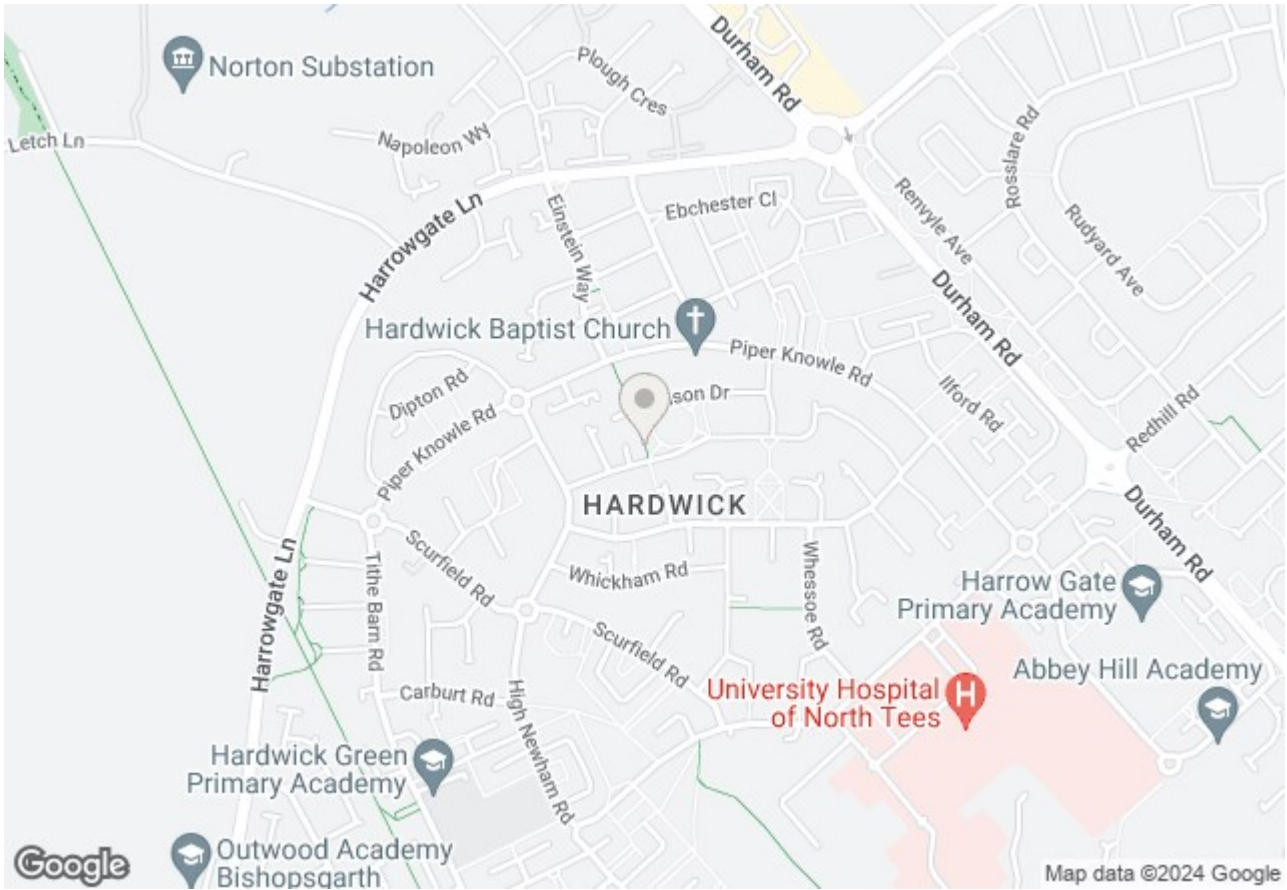 Norton Substation
Plough Cres
Durham Rd
Napoleon Wy
Letch Ln
Rosslare Rd
Renvyle Ave
Rudyard Ave
Ebchester Cl
Einstein Way
Harrowgate Ln
Durham Rd
Hardwick Baptist Church
Piper Knowle Rd
Dipton Rd
Ilford Rd
son Dr
Redhill Rd
Piper Knowle Rd
HARDWICK
Durham Rd
Scurfield Rd
Whickham Rd
Whessoe Rd
Harrow Gate
Primary Academy
Tithe Barn Rd
Harrowgate Ln
Scurfield Rd
Abbey Hill Academy
University Hospital
of North Tees
H
Carburt Rd
High Newham Rd
Hardwick Green
Primary Academy
Outwood Academy
Bishopsgarth
Google
Map data ©2024 Google